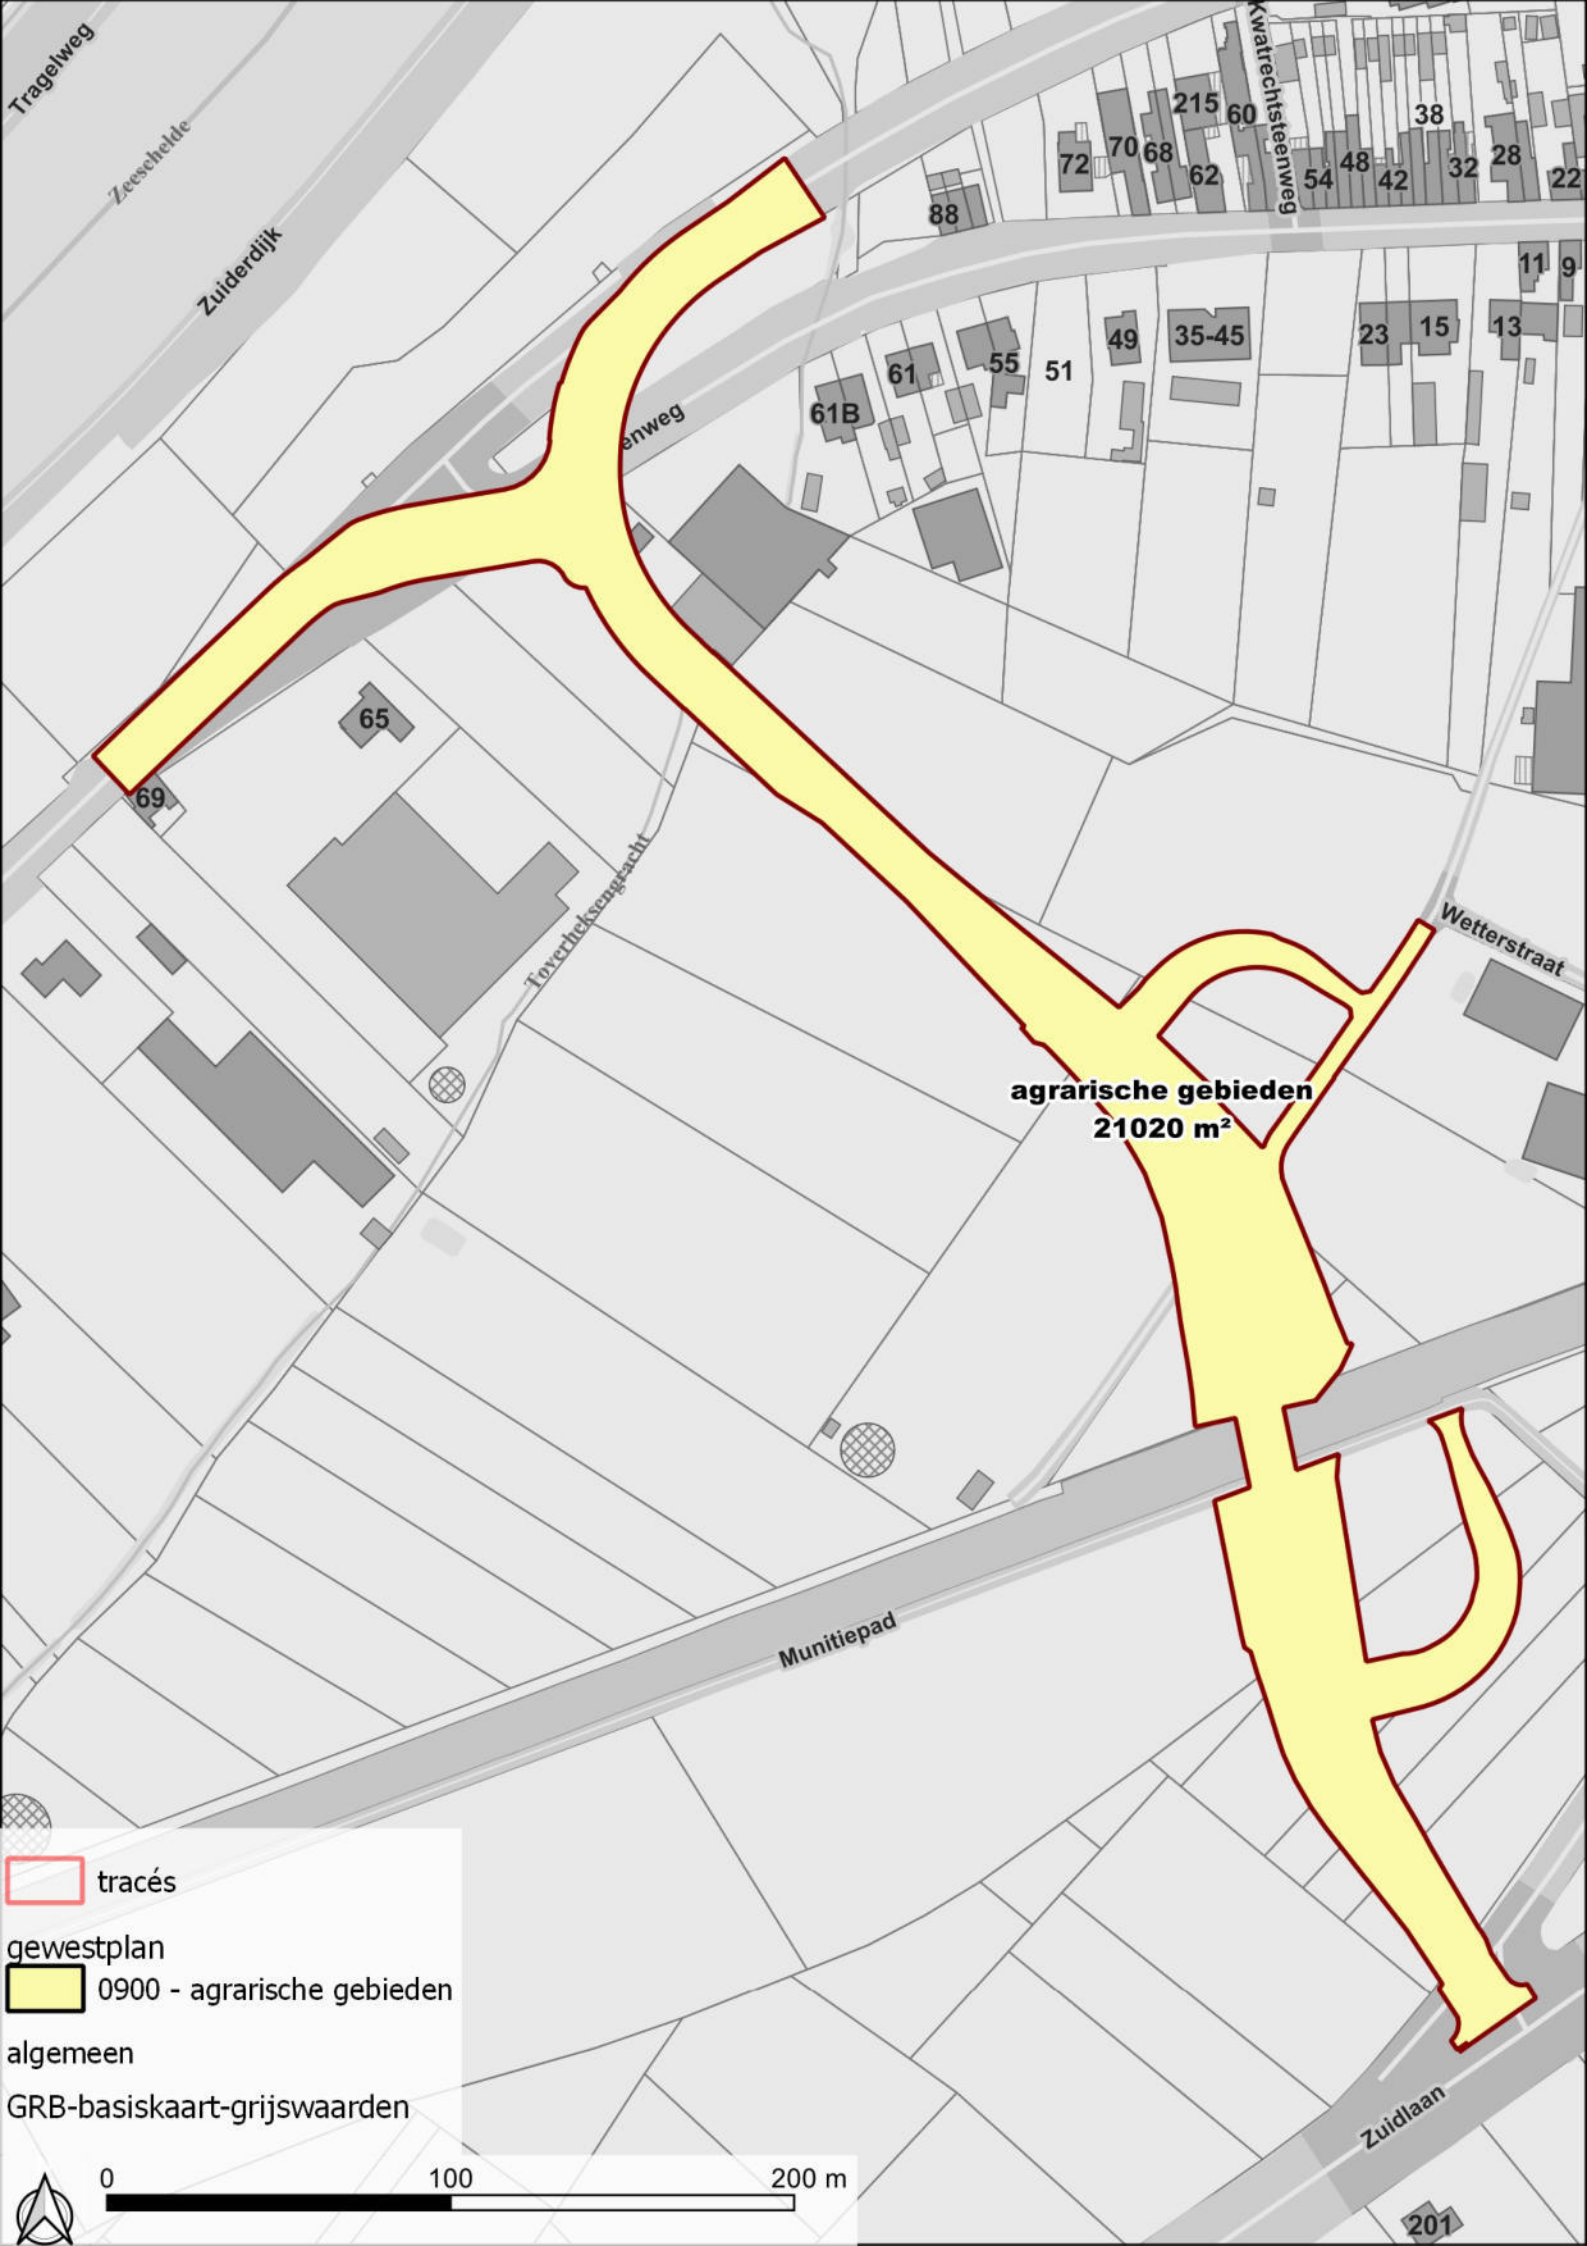 Tragelweg
Zeeschelde
Zuiderdijk
Kwatrechtsteenweg
215
60
38
72
70
68
62
54
48
42
32
28
22
88
11
9
49
35-45
23
15
13
55
51
61
61B
enweg
65
69
Toverheksengracht
Wetterstraat
agrarische gebieden
21020 m²
Munitiepad
Zuidlaan
201
tracés
gewestplan
0900 - agrarische gebieden
algemeen
GRB-basiskaart-grijswaarden
0 100 200 m